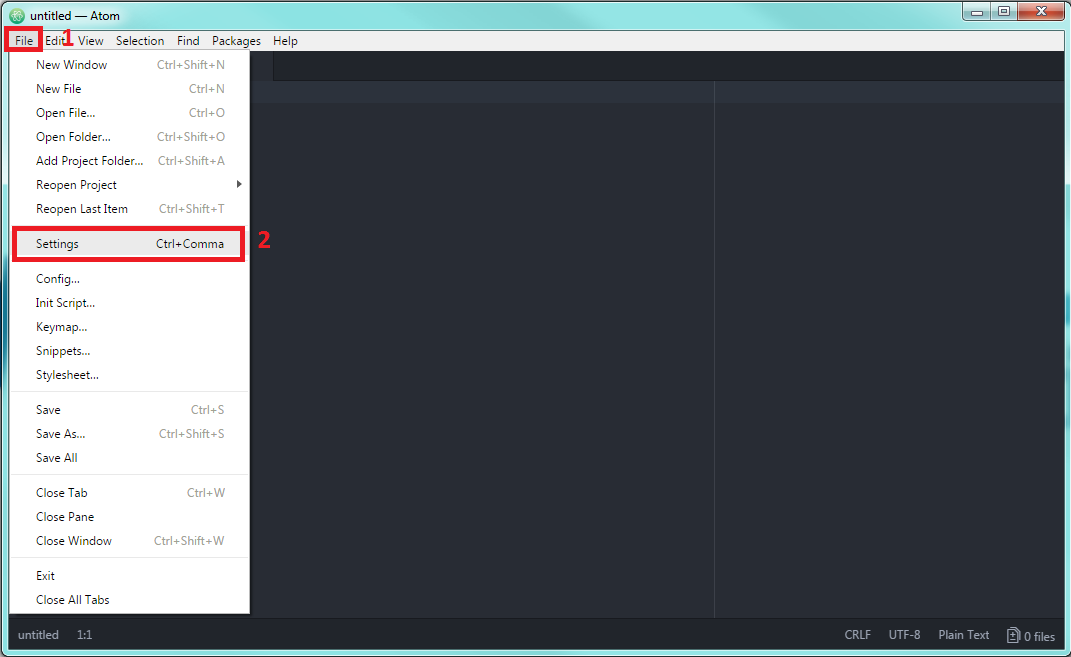 untitled — Atom
File Edit 1 View Selection Find Packages Help
New Window Ctrl+Shift+N
New File Ctrl+N
Open File... Ctrl+O
Open Folder... Ctrl+Shift+O
Add Project Folder... Ctrl+Shift+A
Reopen Project
Reopen Last Item Ctrl+Shift+T
Settings Ctrl+Comma 2
Config...
Init Script...
Keymap...
Snippets...
Stylesheet...
Save Ctrl+S
Save As... Ctrl+Shift+S
Save All
Close Tab Ctrl+W
Close Pane
Close Window Ctrl+Shift+W
Exit
Close All Tabs
untitled 1:1 CRLF UTF-8 Plain Text 0 files